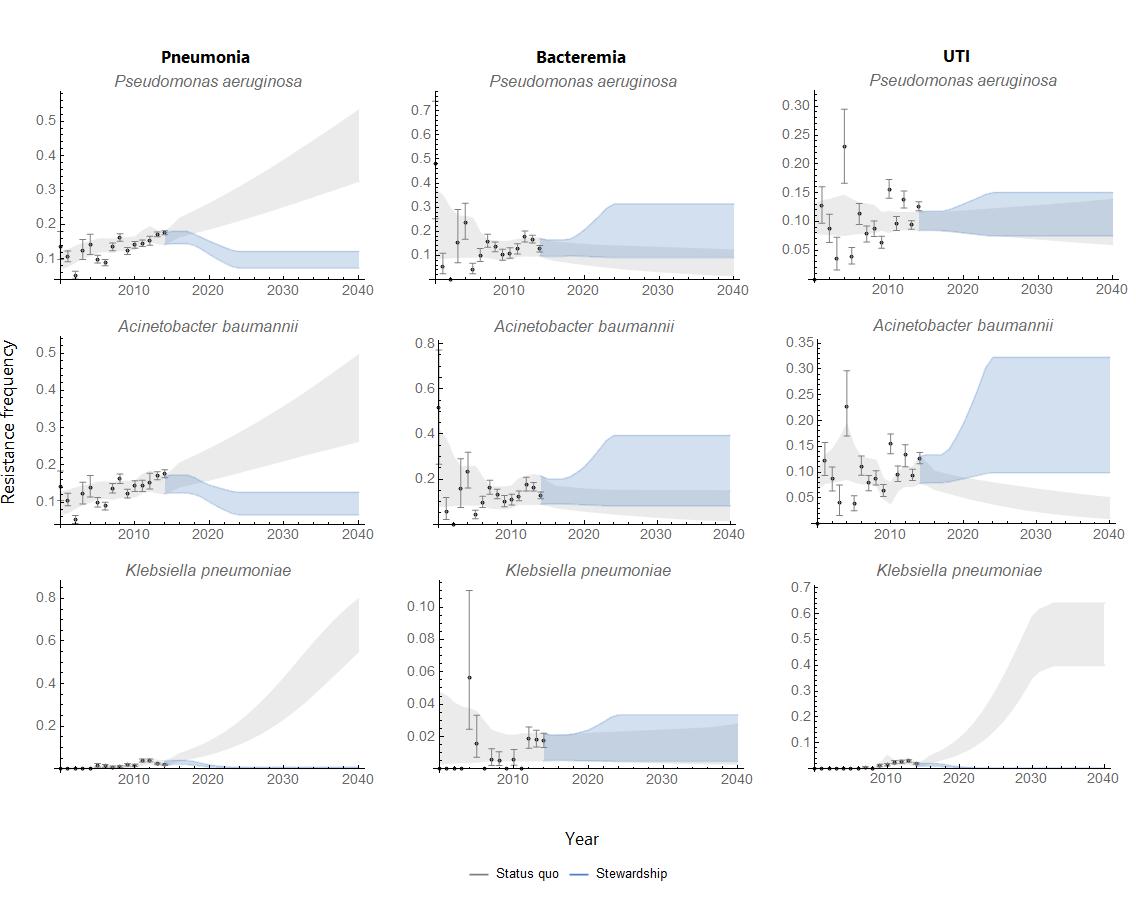 Pneumonia
Bacteremia
UTI
Pseudomonas aeruginosa
Pseudomonas aeruginosa
Pseudomonas aeruginosa
0.5
0.4
0.3
0.2
0.1
2010 2020 2030 2040
0.7
0.6
0.5
0.4
0.3
0.2
0.1
2010 2020 2030 2040
0.30
0.25
0.20
0.15
0.10
0.05
2010 2020 2030 2040
Resistance frequency
Acinetobacter baumannii
Acinetobacter baumannii
Acinetobacter baumannii
0.5
0.4
0.3
0.2
0.1
2010 2020 2030 2040
0.8
0.6
0.4
0.2
2010 2020 2030 2040
0.35
0.30
0.25
0.20
0.15
0.10
0.05
2010 2020 2030 2040
Klebsiella pneumoniae
Klebsiella pneumoniae
Klebsiella pneumoniae
0.8
0.6
0.4
0.2
2010 2020 2030 2040
0.10
0.08
0.06
0.04
0.02
2010 2020 2030 2040
0.7
0.6
0.5
0.4
0.3
0.2
0.1
2010 2020 2030 2040
Year
Status quo Stewardship